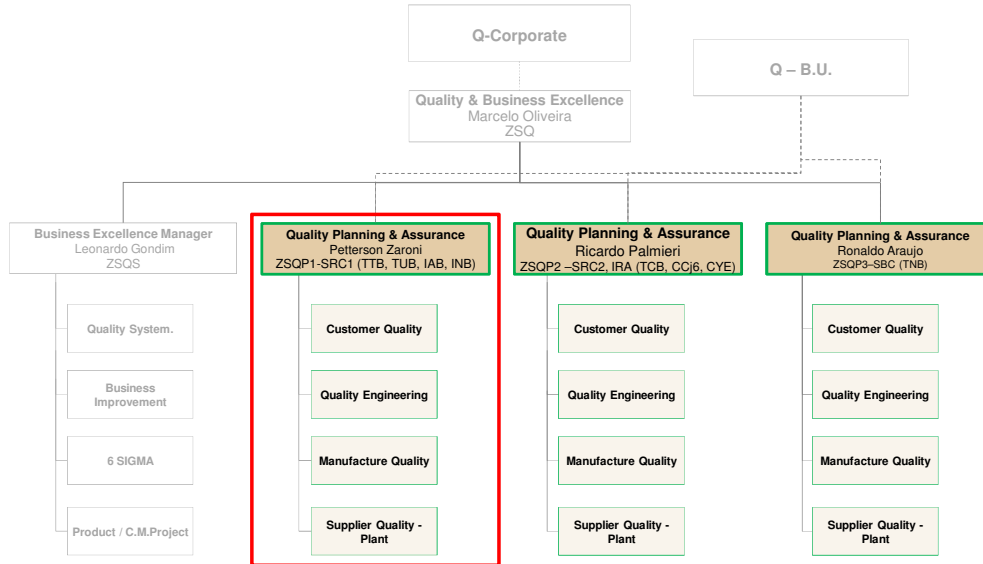 Q-Corporate
Q – B.U.
Quality & Business Excellence
Marcelo Oliveira
ZSQ
Business Excellence Manager
Leonardo Gondim
ZSQS
Quality Planning & Assurance
Petterson Zaroni
ZSQP1-SRC1 (TTB, TUB, IAB, INB)
Quality Planning & Assurance
Ricardo Palmieri
ZSQP2 –SRC2, IRA (TCB, CCj6, CYE)
Quality Planning & Assurance
Ronaldo Araujo
ZSQP3–SBC (TNB)
Quality System.
Business
Improvement
6 SIGMA
Product / C.M.Project
Customer Quality
Quality Engineering
Manufacture Quality
Supplier Quality -
Plant
Customer Quality
Quality Engineering
Manufacture Quality
Supplier Quality -
Plant
Customer Quality
Quality Engineering
Manufacture Quality
Supplier Quality -
Plant